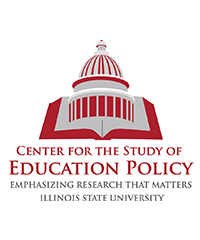 CENTER FOR THE STUDY OF
EDUCATION POLICY
EMPHASIZING RESEARCH THAT MATTERS
ILLINOIS STATE UNIVERSITY